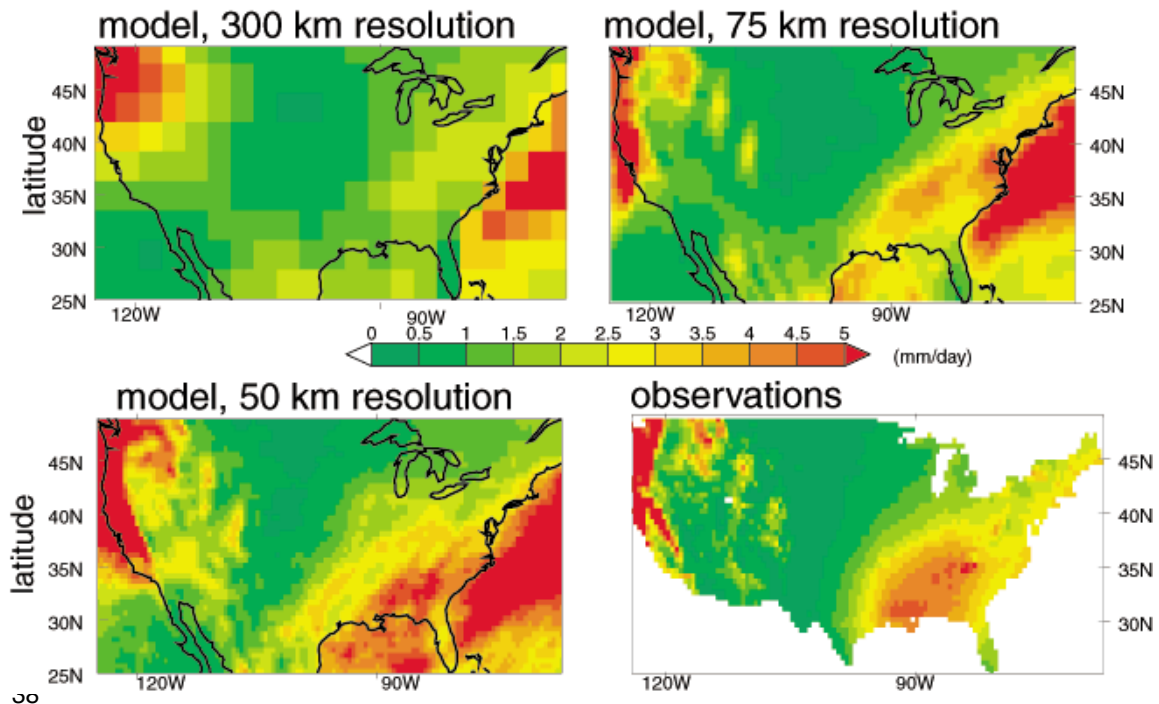 model, 300 km resolution
model, 75 km resolution
latitude
45N
40N
35N
30N
25N
120W
90W
45N
40N
35N
30N
25N
120W
90W
0 0.5 1 1.5 2 2.5 3 3.5 4 4.5 5
(mm/day)
model, 50 km resolution
observations
latitude
45N
40N
35N
30N
25N
120W
90W
45N
40N
35N
30N
120W
90W